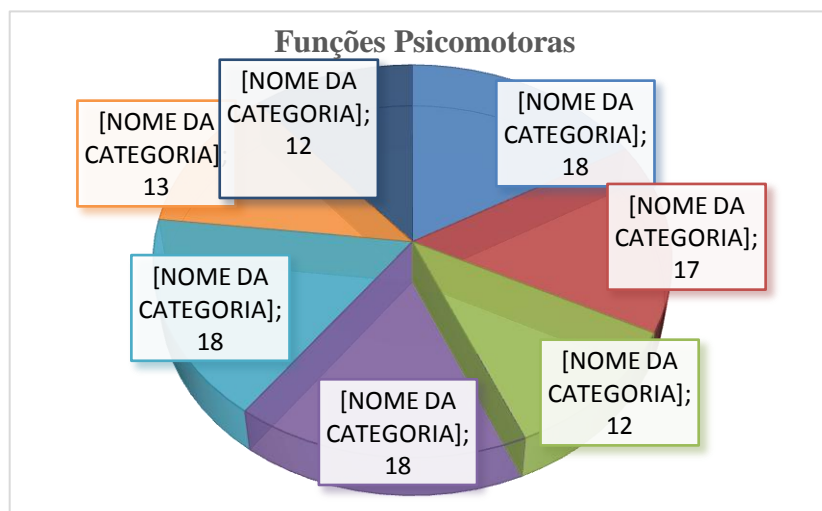 Funções Psicomotoras
[NOME DA
CATEGORIA];
12
[NOME DA
CATEGORIA];
18
[NOME DA
CATEGORIA];
13
[NOME DA
CATEGORIA];
17
[NOME DA
CATEGORIA];
18
[NOME DA
CATEGORIA];
12
[NOME DA
CATEGORIA];
18